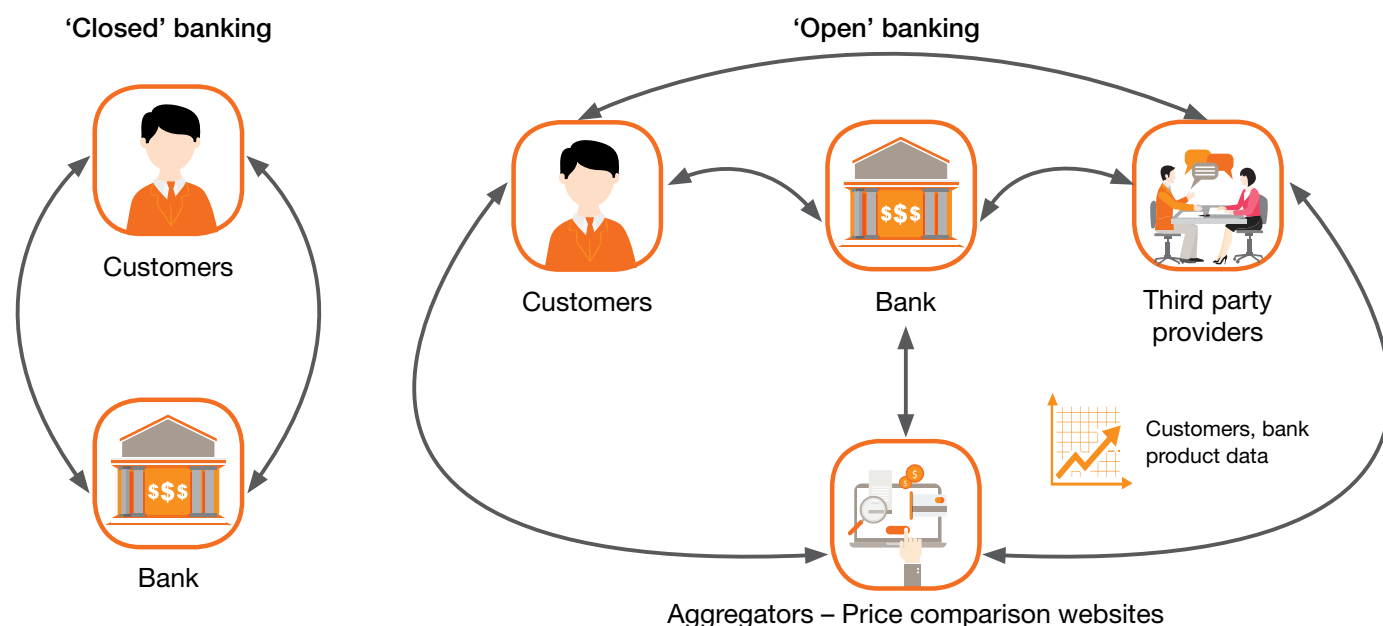 ‘Closed’ banking
Customers
$$$
Bank
‘Open’ banking
Customers
$$$
Bank
Third party
providers
$
$
Customers, bank
product data
Aggregators – Price comparison websites